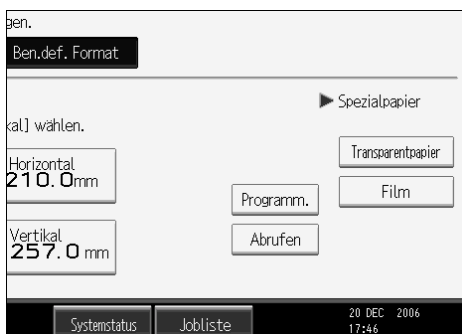 gen.
Ben.def. Format
Spezialpapier
kal] wählen.
Transparentpapier
Horizontal
210.0mm
Film
Programm.
Vertikal
257.0 mm
Abrufen
Systemstatus
Jobliste
20 DEC 2006
17:46